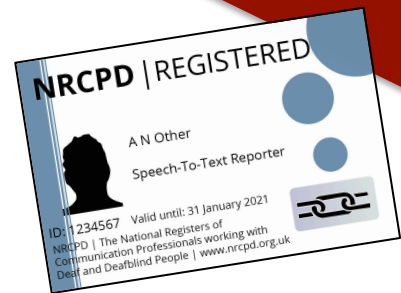 NRCPD | REGISTERED
A N Other
Speech-To-Text Reporter
ID: 1234567 Valid until: 31 January 2021
NRCPD | The National Registers of
Communication Professionals working with
Deaf and Deafblind People | www.nrcpd.org.uk